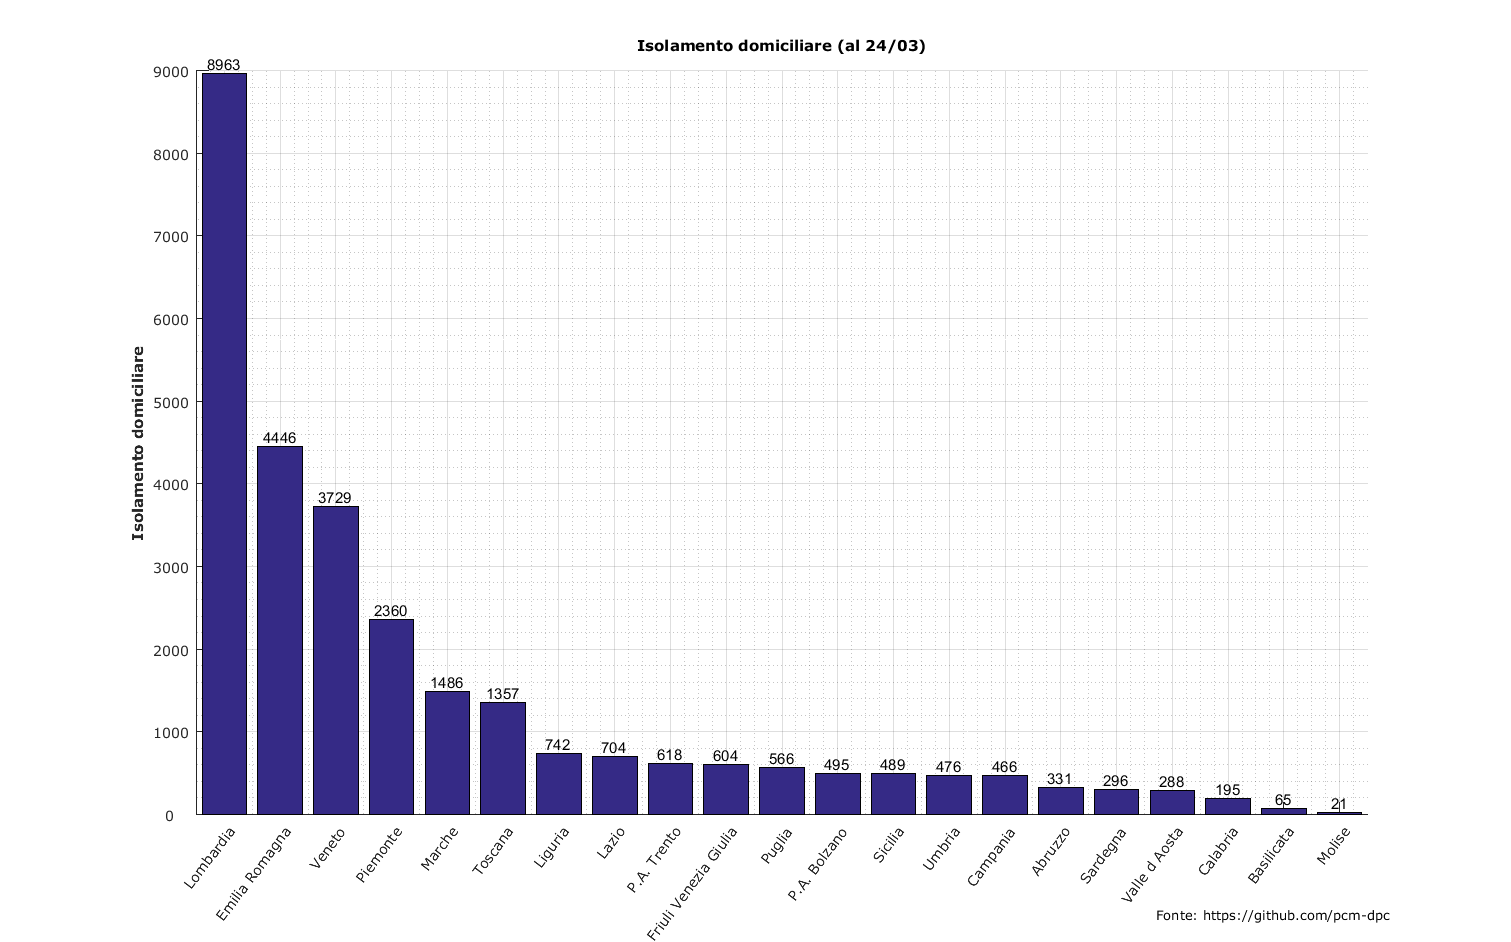 Isolamento domiciliare (al 24/03)
Isolamento domiciliare
9000
8000
7000
6000
5000
4000
3000
2000
1000
0
8963
4446
3729
2360
1486
1357
742
704
618
604
566
495
489
476
466
331
296
288
195
65
21
Lombardia
Emilia Romagna
Veneto
Piemonte
Marche
Toscana
Liguria
Lazio
P.A. Trento
Friuli Venezia Giulia
Puglia
P.A. Bolzano
Sicilia
Umbria
Campania
Abruzzo
Sardegna
Valle d Aosta
Calabria
Basilicata
Molise
Fonte: https://github.com/pcm-dpc